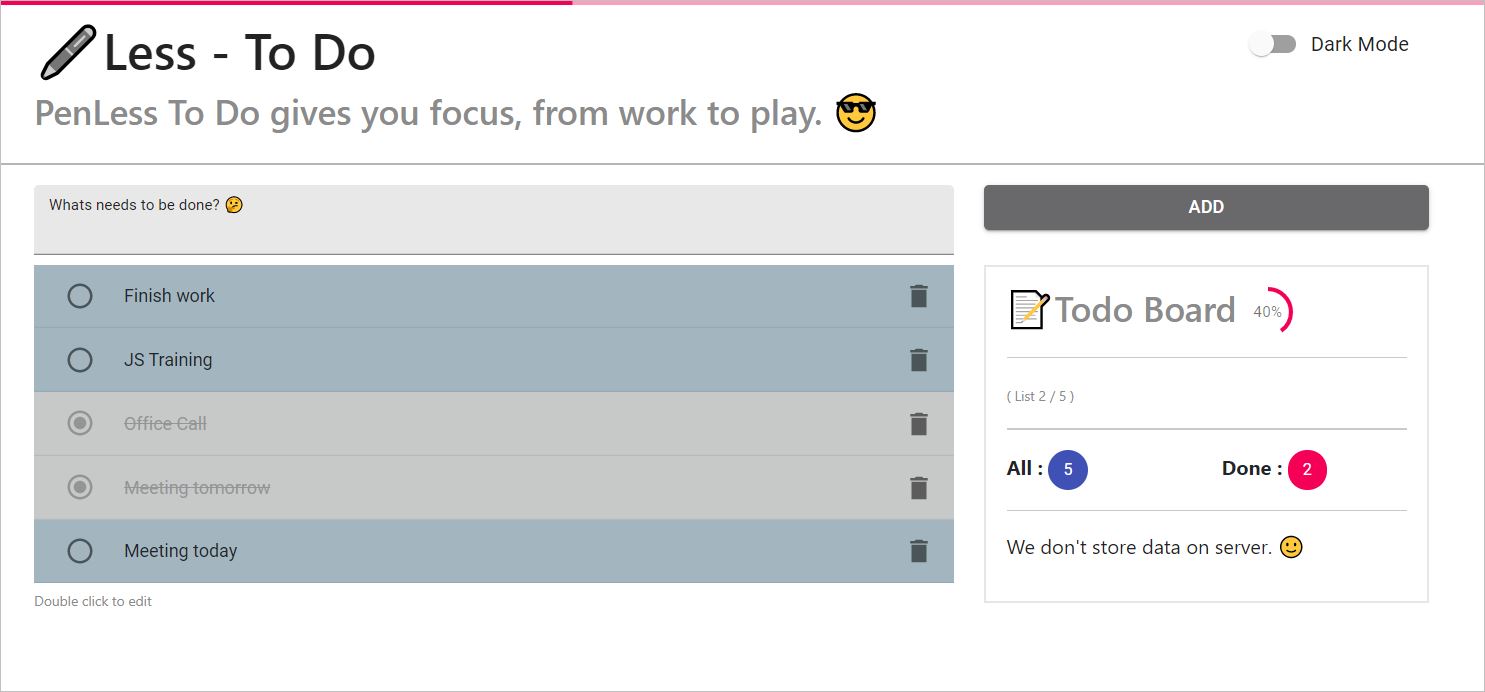 Less - To Do
Dark Mode
PenLess To Do gives you focus, from work to play. 😎
Whats needs to be done? 🤔
ADD
Finish work
JS Training
Office Call
Meeting tomorrow
Meeting today
Double click to edit
Todo Board 40%
( List 2 / 5 )
All : 5 Done : 2
We don't store data on server. 🙂